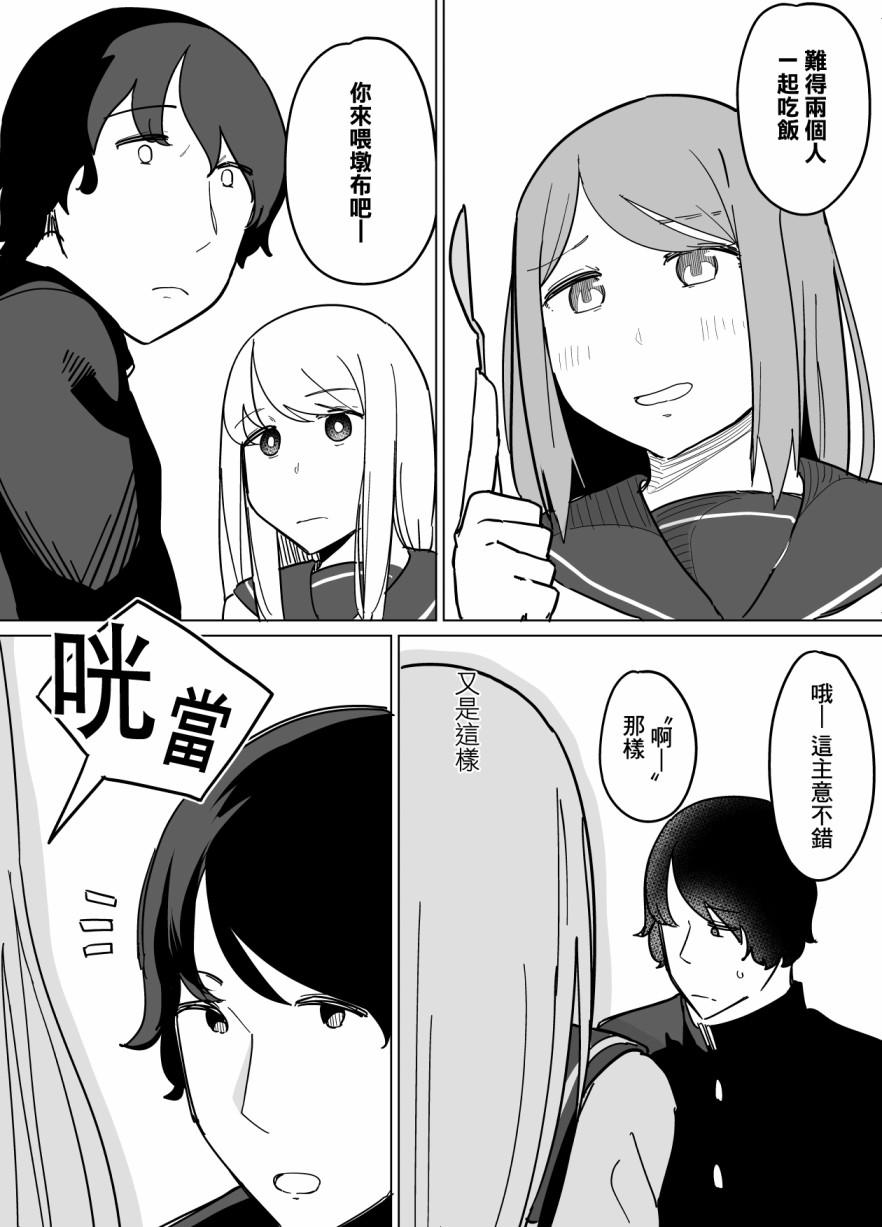 難得兩個人
一起吃飯
你來喂墩布吧ー
哦ー這主意不錯
〝啊ー〟
那樣
又是這樣
咣當